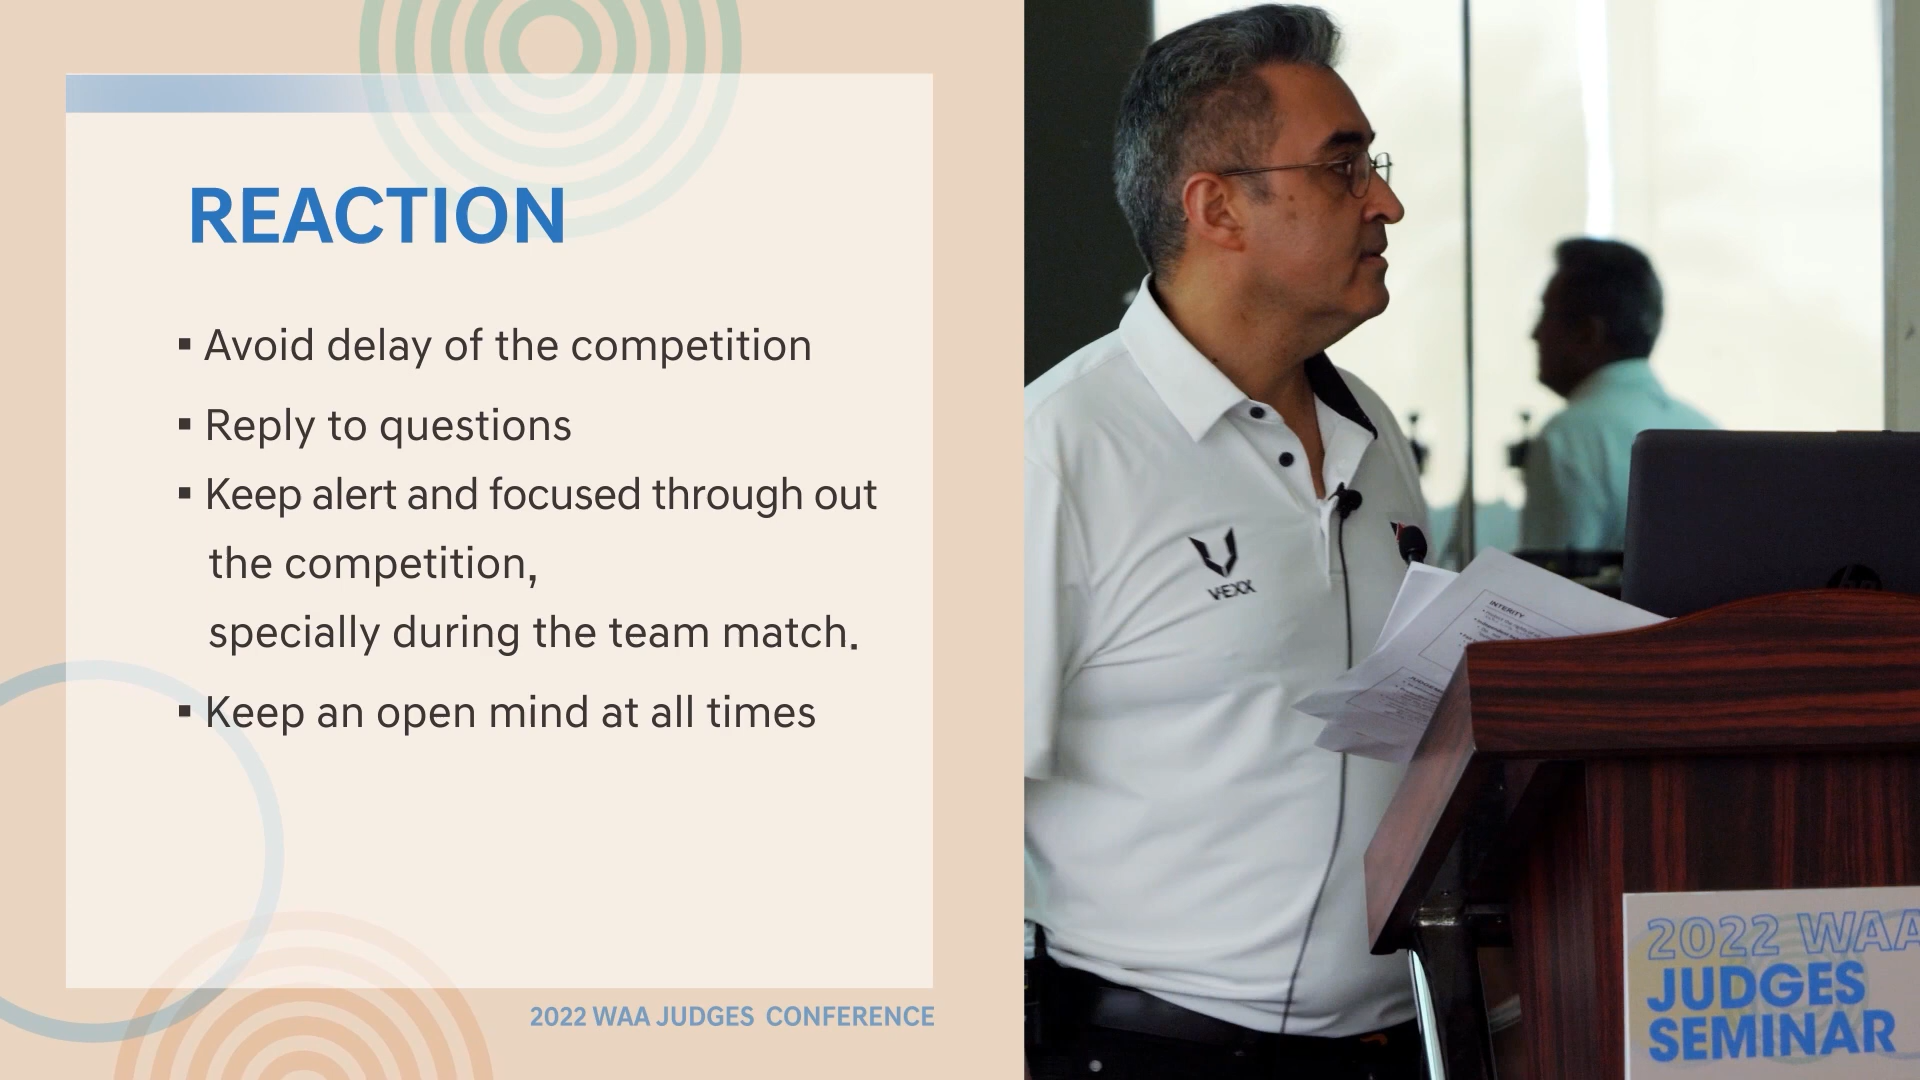 REACTION
▪ Avoid delay of the competition
▪ Reply to questions
▪ Keep alert and focused through out
the competition,
specially during the team match.
▪ Keep an open mind at all times
2022 WAA JUDGES CONFERENCE
VEXX
INTERITY
hp
2022 WAA
JUDGES
SEMINAR